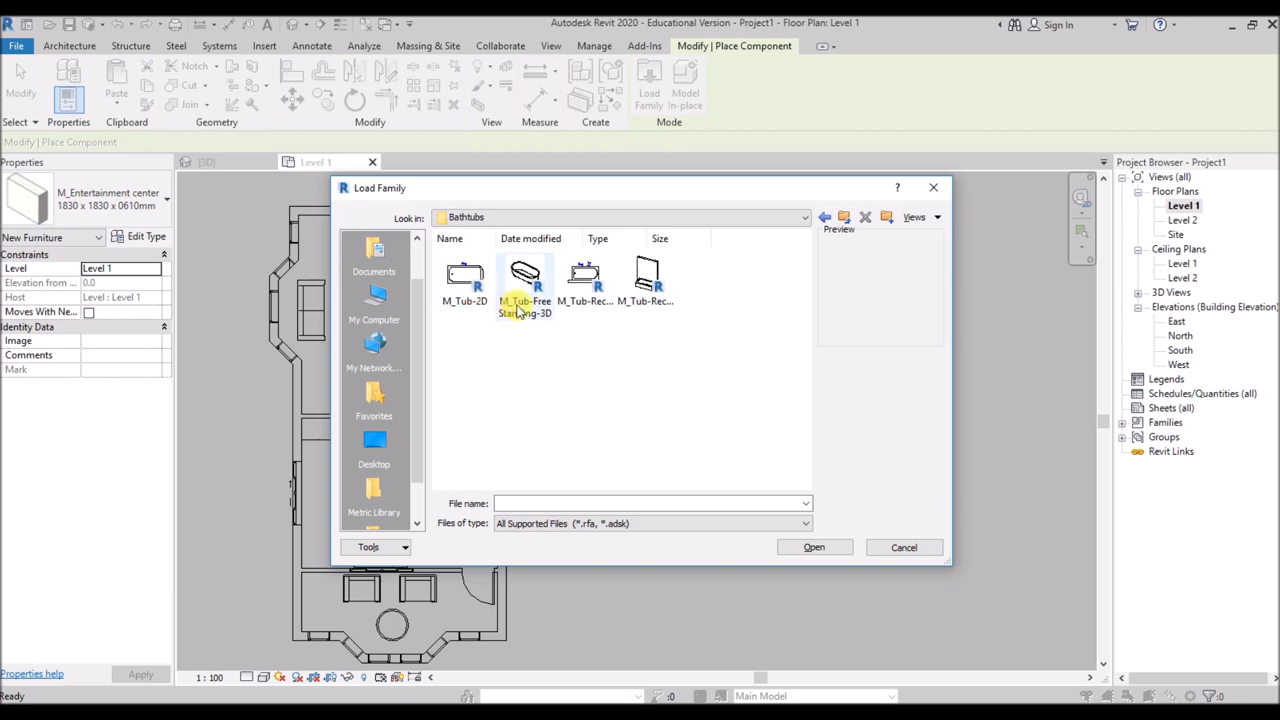 Autodesk Revit 2020 - Educational Version - Project1 - Floor Plan: Level 1
Sign In
File Architecture Structure Steel Systems Insert Annotate Analyze Massing & Site Collaborate View Manage Add-Ins Modify | Place Component
Modify
Properties
Paste
Notch
Cut
Join
Load
Family
Model
In-place
Select Properties Clipboard Geometry Modify View Measure Create Mode
Modify | Place Component
Properties
M_Entertainment center
1830 x 1830 x 0610mm
New Furniture
Edit Type
Constraints
Level Level 1
Elevation from ... 0.0
Host Level : Level 1
Moves With Ne...
Identity Data
Image
Comments
Mark
Properties help
Apply
{3D}
Level 1
Load Family
?
Look in: Bathtubs
Views
Name Date modified Type Size
Preview
M_Tub-2D
M_Tub-Free
Standing-3D
M_Tub-Rec...
M_Tub-Rec...
Documents
My Computer
My Network...
Favorites
Desktop
Metric Library
File name:
Files of type: All Supported Files (*.rfa, *.adsk)
Tools
Open
Cancel
Project Browser - Project1
Views (all)
Floor Plans
Level 1
Level 2
Site
Ceiling Plans
Level 1
Level 2
3D Views
Elevations (Building Elevation)
East
North
South
West
Legends
Schedules/Quantities (all)
Sheets (all)
Families
Groups
Revit Links
1 : 100
Ready
:0
Main Model
:0